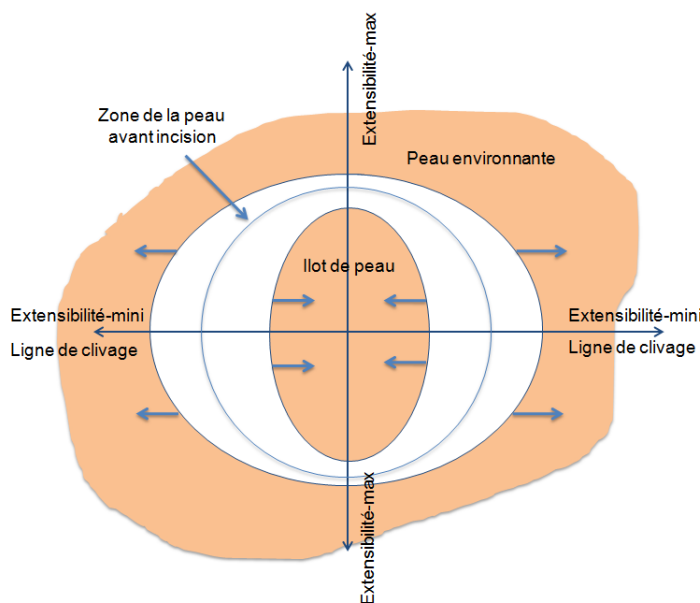 Extensibilité-max
Zone de la peau
avant incision
Peau environnante
Ilot de peau
Extensibilité-mini
Ligne de clivage
Extensibilité-mini
Ligne de clivage
Extensibilité-max